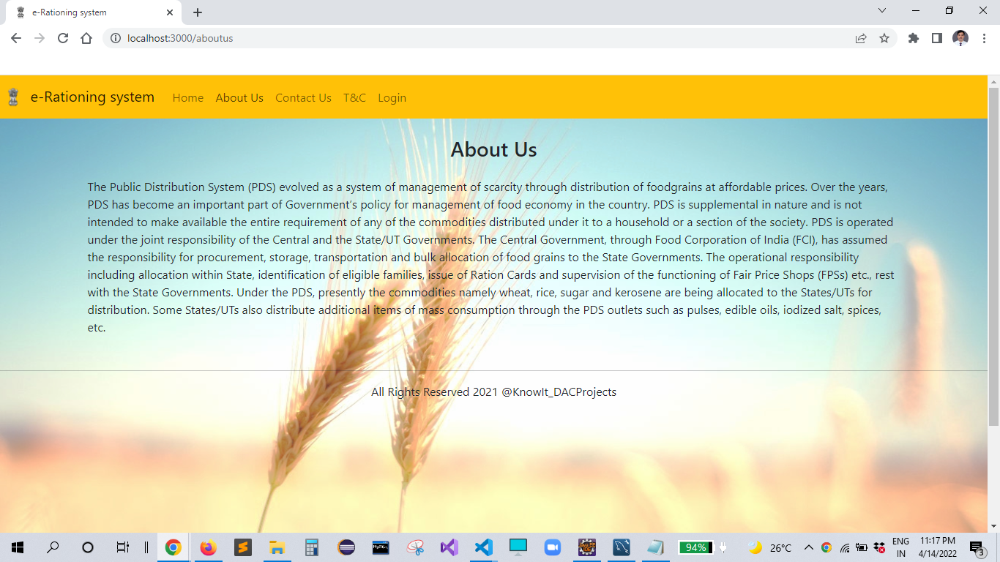 e-Rationing system
localhost:3000/aboutus
e-Rationing system Home About Us Contact Us T&C Login
About Us
The Public Distribution System (PDS) evolved as a system of management of scarcity through distribution of foodgrains at affordable prices. Over the years,
PDS has become an important part of Government's policy for management of food economy in the country. PDS is supplemental in nature and is not
intended to make available the entire requirement of any of the commodities distributed under it to a household or a section of the society. PDS is operated
under the joint responsibility of the Central and the State/UT Governments. The Central Government, through Food Corporation of India (FCI), has assumed
the responsibility for procurement, storage, transportation and bulk allocation of food grains to the State Governments. The operational responsibility
including allocation within State, identification of eligible families, issue of Ration Cards and supervision of the functioning of Fair Price Shops (FPSs) etc., rest
with the State Governments. Under the PDS, presently the commodities namely wheat, rice, sugar and kerosene are being allocated to the States/UTs for
distribution. Some States/UTs also distribute additional items of mass consumption through the PDS outlets such as pulses, edible oils, iodized salt, spices,
etc.
All Rights Reserved 2021 @KnowIt_DACProjects
94% 26°C ENG 11:17 PM
IN 4/14/2022 3